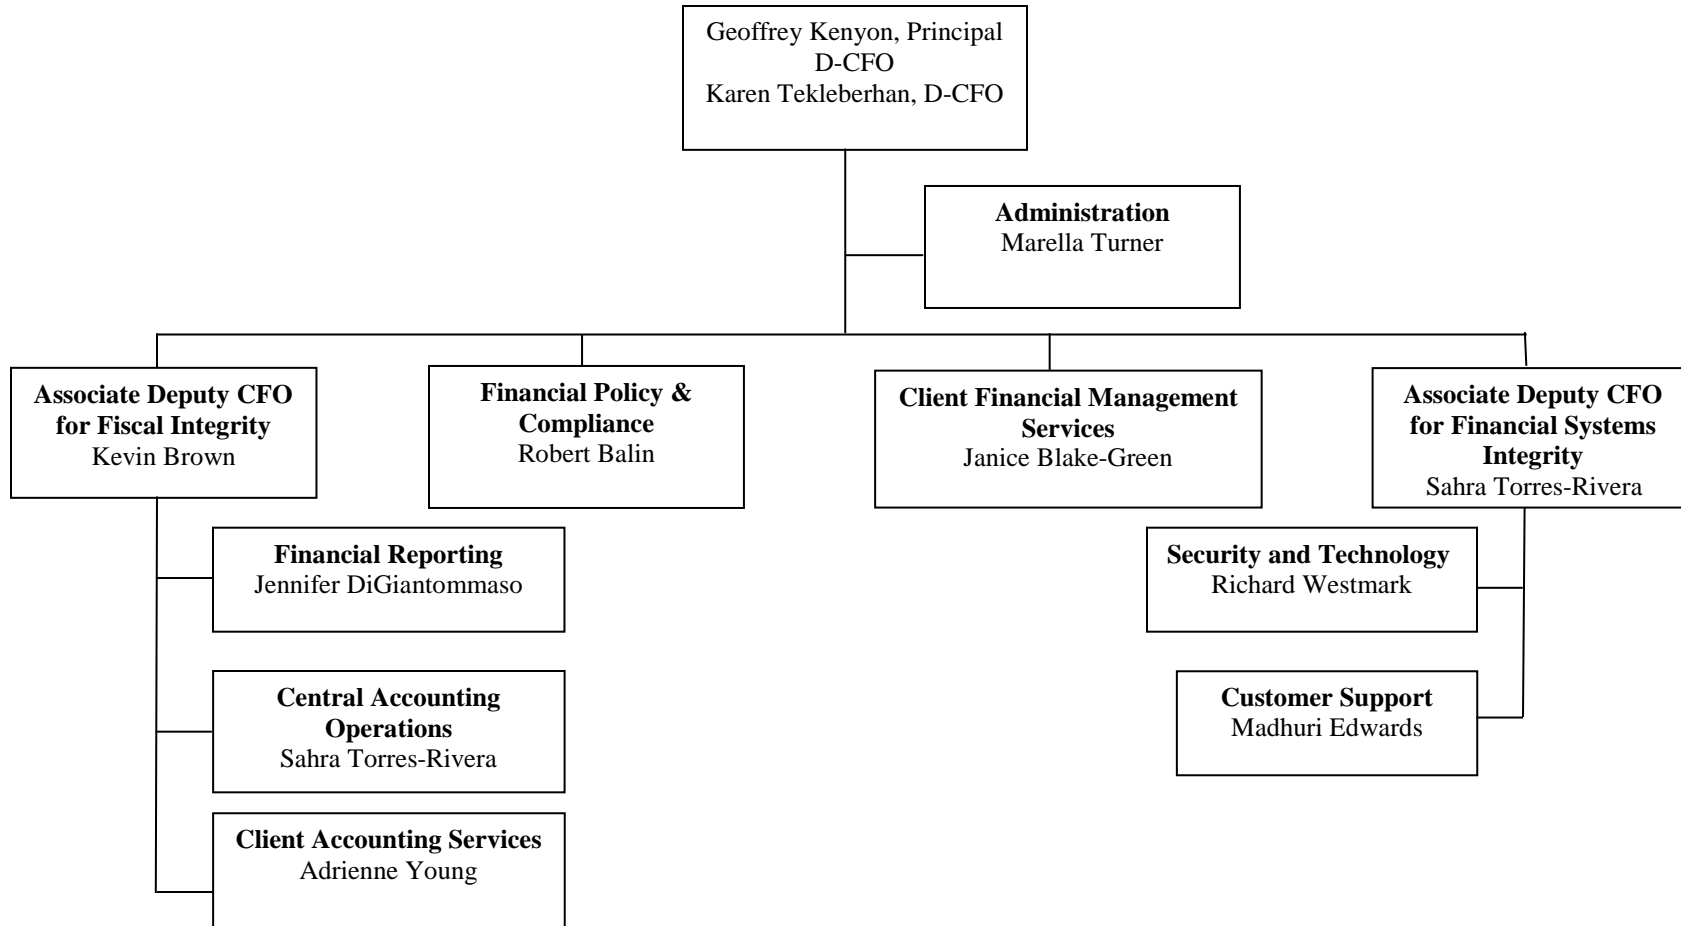 Geoffrey Kenyon, Principal
D-CFO
Karen Tekleberhan, D-CFO
Administration
Marella Turner
Associate Deputy CFO
for Fiscal Integrity
Kevin Brown
Financial Policy &
Compliance
Robert Balin
Client Financial Management
Services
Janice Blake-Green
Associate Deputy CFO
for Financial Systems
Integrity
Sahra Torres-Rivera
Financial Reporting
Jennifer DiGiantommaso
Central Accounting
Operations
Sahra Torres-Rivera
Client Accounting Services
Adrienne Young
Security and Technology
Richard Westmark
Customer Support
Madhuri Edwards